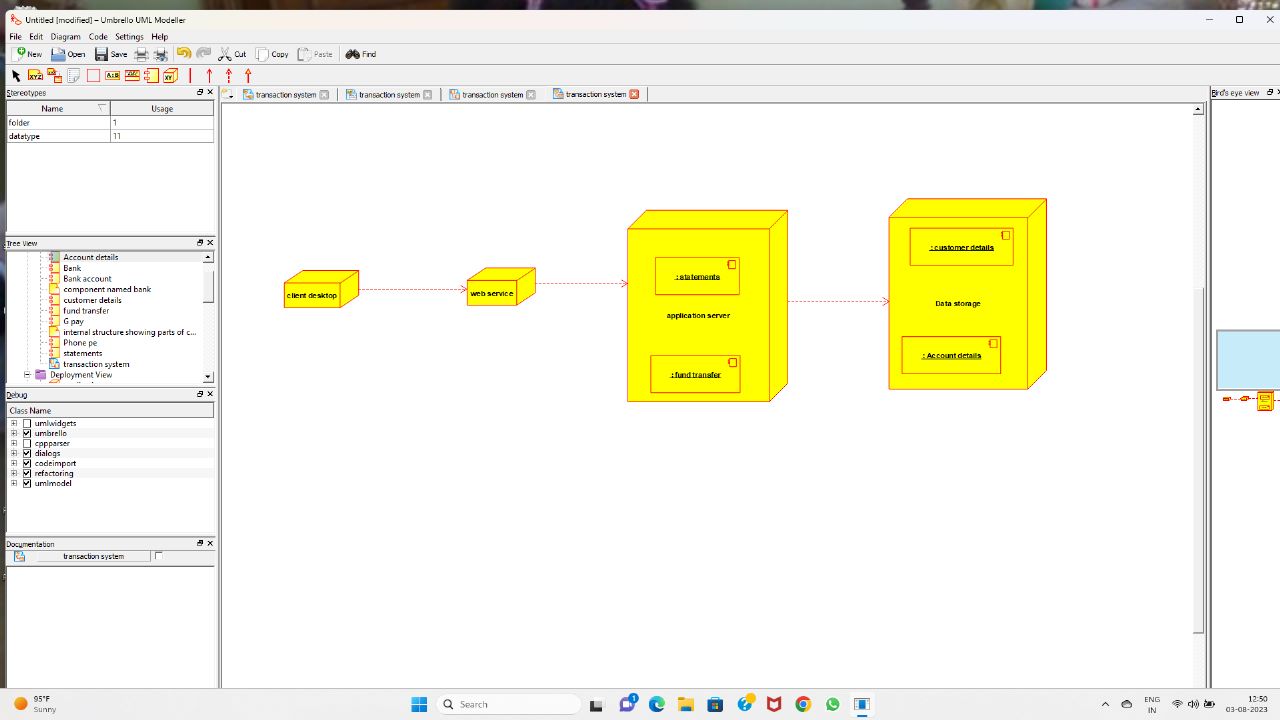 Untitled [modified] – Umbrello UML Modeller
File Edit Diagram Code Settings Help
New Open Save Cut Copy Paste Find
Stereotypes
Name Usage
folder 1
datatype 11
Tree View
Account details
Bank
Bank account
component named bank
customer details
fund transfer
G pay
internal structure showing parts of c...
Phone pe
statements
transaction system
Deployment View
Debug
Class Name
umlwidgets
umbrello
cppparser
dialogs
codeimport
refactoring
umlmodel
Documentation
transaction system
transaction system transaction system transaction system transaction system
Bird's eye view
client desktop
web service
: statements
application server
: fund transfer
: customer details
Data storage
: Account details
95°F
Sunny
Search
1
ENG
IN
12:50
03-08-2023